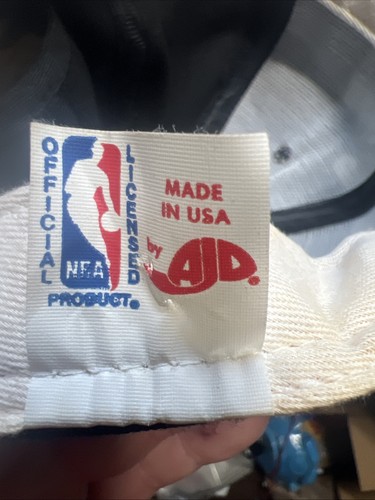 OFFICIAL
NBA
LICENSED
PRODUCT®
MADE
IN USA
by
AJD®